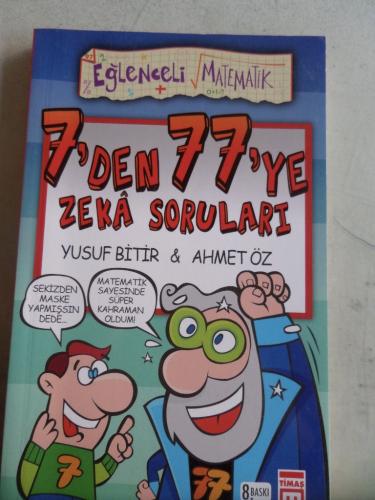 Eğlenceli √Matematik
7'DEN 77'YE
ZEKÂ SORULARI
YUSUF BİTİR & AHMET ÖZ
SEKİZDEN
MASKE
YAPMIŞSIN
DEDE...
MATEMATİK
SAYESİNDE
SÜPER
KAHRAMAN
OLDUM!
7
77
8 BASKI
TİMAŞ